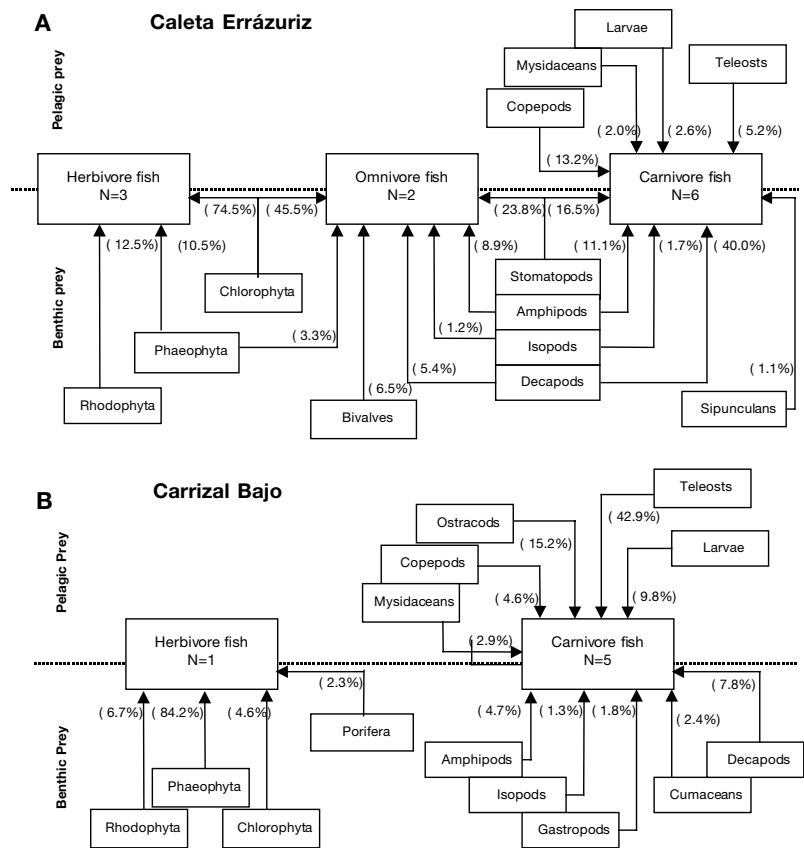 A
Caleta Errázuriz
Larvae
Mysidaceans
Teleosts
Copepods
Pelagic prey
( 2.0%)
( 2.6%)
( 5.2%)
( 13.2%)
Herbivore fish
N=3
Omnivore fish
N=2
Carnivore fish
N=6
( 74.5%)
( 45.5%)
( 23.8%)
( 16.5%)
( 12.5%)
(10.5%)
( 8.9%)
( 11.1%)
( 1.7%)
( 40.0%)
Benthic prey
Stomatopods
Chlorophyta
Amphipods
( 3.3%)
( 1.2%)
Phaeophyta
Isopods
( 5.4%)
( 1.1%)
Decapods
( 6.5%)
Rhodophyta
Bivalves
Sipunculans
B
Carrizal Bajo
Teleosts
Ostracods
( 42.9%)
( 15.2%)
Larvae
Copepods
Pelagic Prey
Mysidaceans
( 4.6%)
( 9.8%)
Herbivore fish
N=1
( 2.9%)
Carnivore fish
N=5
( 2.3%)
( 7.8%)
( 6.7%)
( 84.2%)
( 4.6%)
( 4.7%)
( 1.3%)
( 1.8%)
( 2.4%)
Benthic Prey
Porifera
Amphipods
Decapods
Phaeophyta
Isopods
Cumaceans
Rhodophyta
Chlorophyta
Gastropods